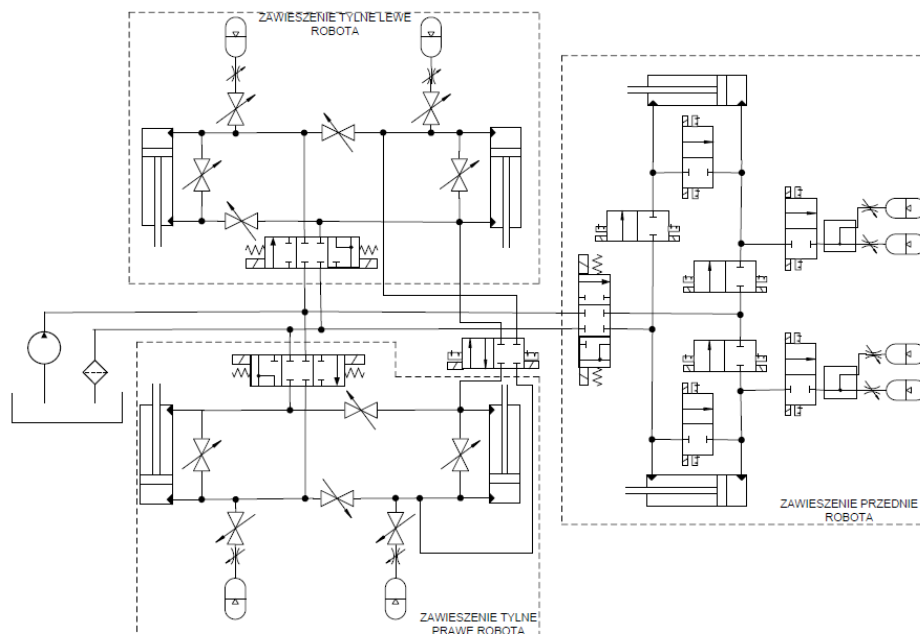 ZAWIESZENIE TYLNE LEWE
ROBOTA
ZAWIESZENIE PRZEDNIE
ROBOTA
ZAWIESZENIE TYLNE
PRAWE ROBOTA